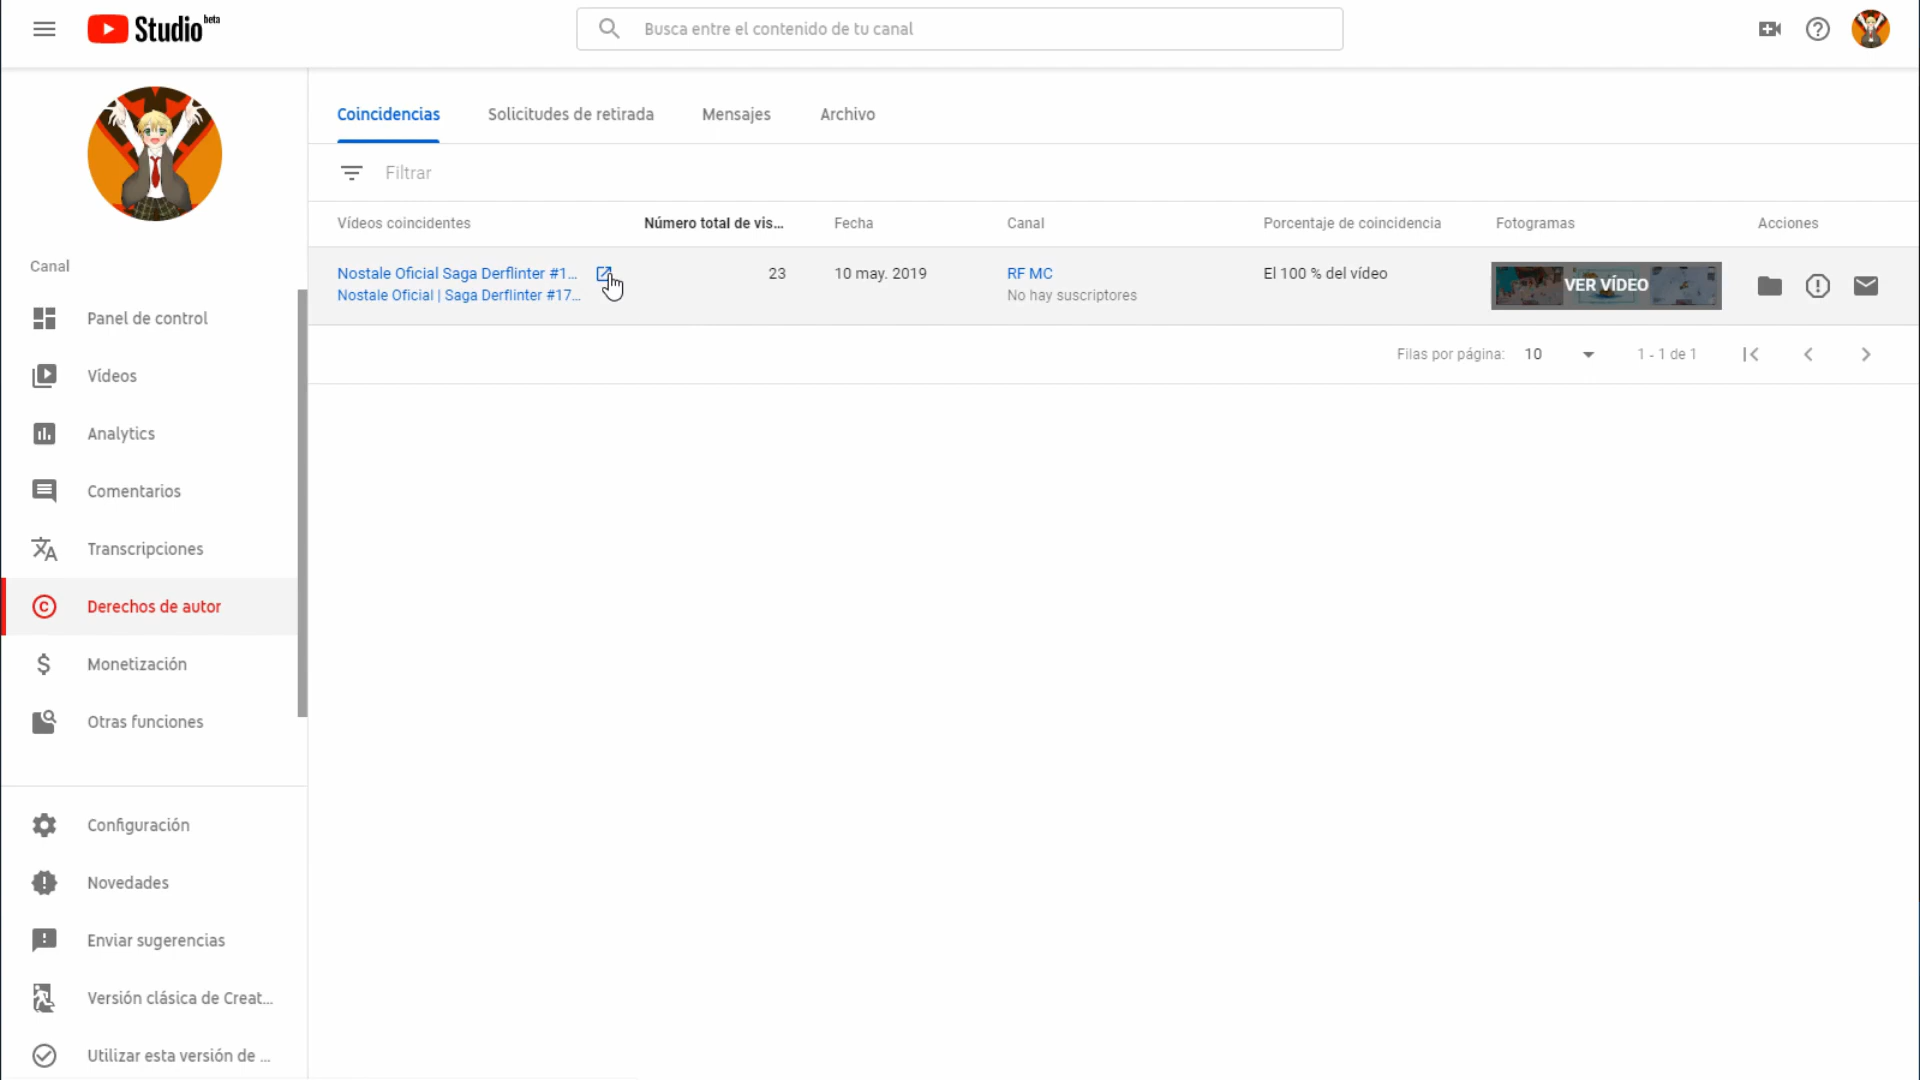 Studio beta
Busca entre el contenido de tu canal
Canal
Panel de control
Vídeos
Analytics
Comentarios
Transcripciones
Derechos de autor
Monetización
Otras funciones
Configuración
Novedades
Enviar sugerencias
Versión clásica de Creat...
Utilizar esta versión de ...
Coincidencias Solicitudes de retirada Mensajes Archivo
Filtrar
Vídeos coincidentes Número total de vis... Fecha Canal Porcentaje de coincidencia Fotogramas Acciones
Nostale Oficial Saga Derflinter #1... 23 10 may. 2019 RF MC El 100 % del vídeo VER VÍDEO
Nostale Oficial | Saga Derflinter #17... No hay suscriptores
Filas por página: 10 1 - 1 de 1